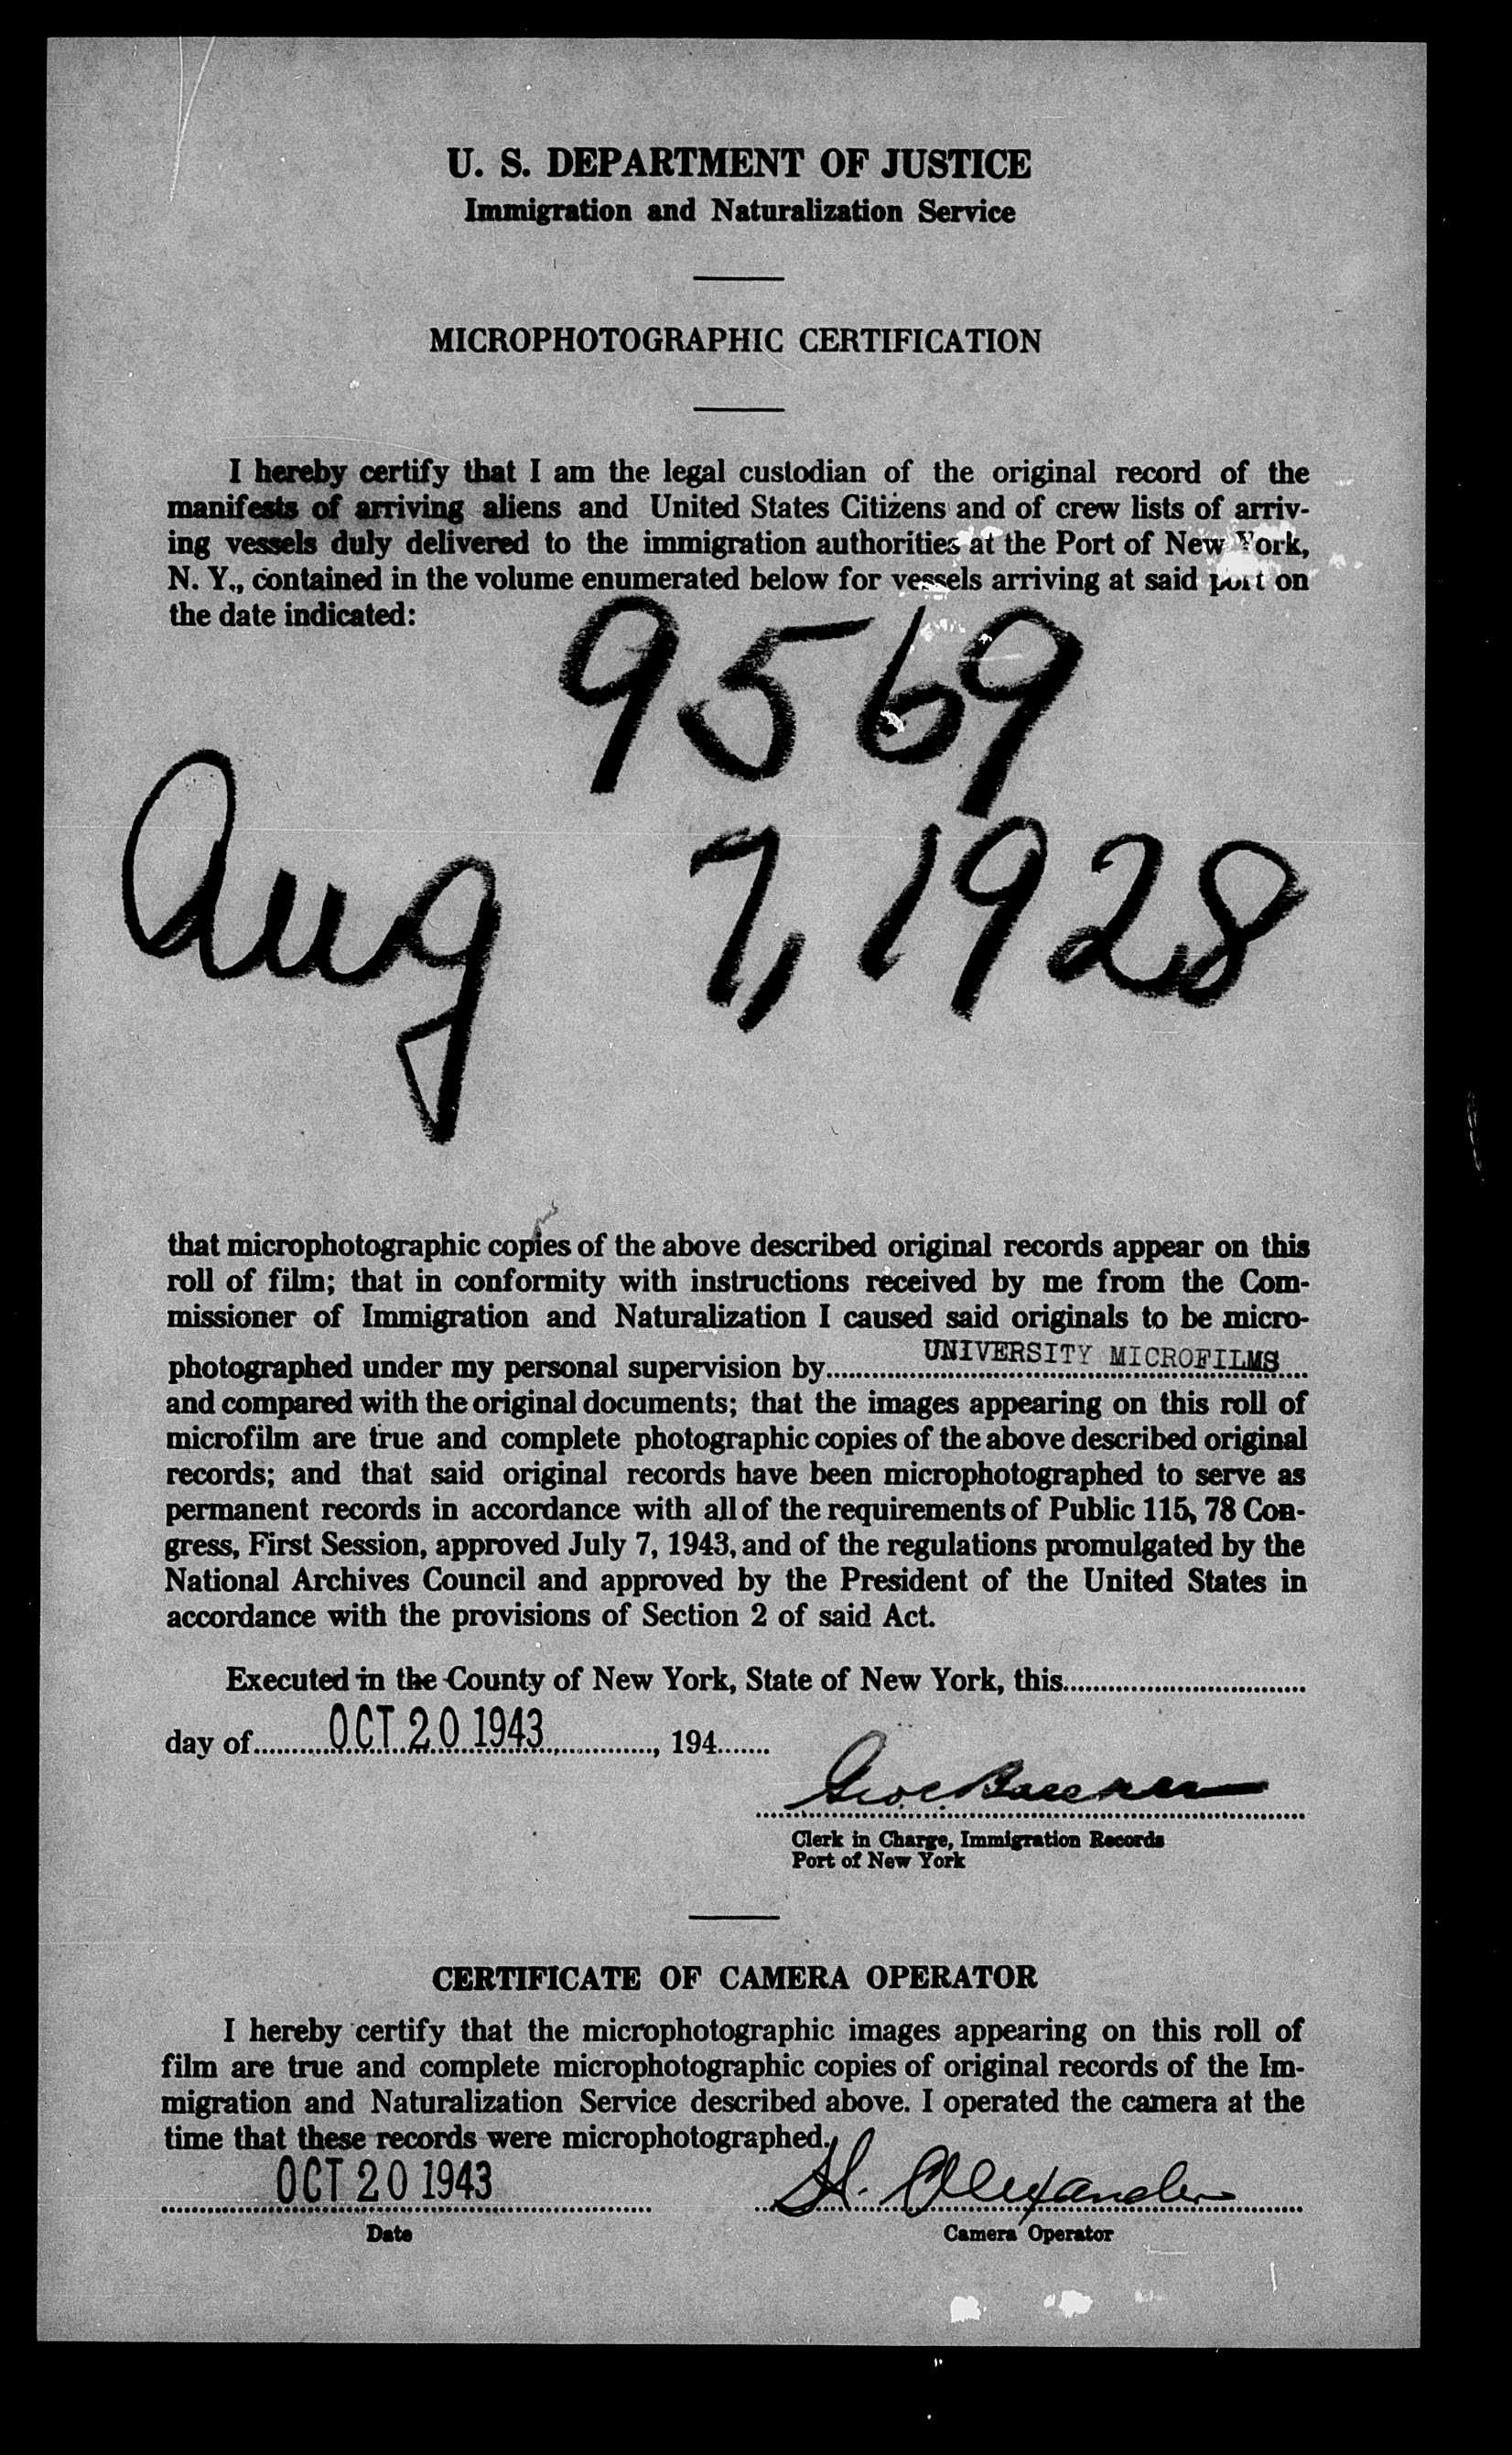 U. S. DEPARTMENT OF JUSTICE
Immigration and Naturalization Service
MICROPHOTOGRAPHIC CERTIFICATION
I hereby certify that I am the legal custodian of the original record of the
manifests of arriving aliens and United States Citizens and of crew lists of arriv-
ing vessels duly delivered to the immigration authorities at the Port of New York,
N. Y., contained in the volume enumerated below for vessels arriving at said port on
the date indicated:
9569
Aug 7, 1928
that microphotographic copies of the above described original records appear on this
roll of film; that in conformity with instructions received by me from the Com-
missioner of Immigration and Naturalization I caused said originals to be micro-
photographed under my personal supervision by UNIVERSITY MICROFILMS
and compared with the original documents; that the images appearing on this roll of
microfilm are true and complete photographic copies of the above described original
records; and that said original records have been microphotographed to serve as
permanent records in accordance with all of the requirements of Public 115, 78 Con-
gress, First Session, approved July 7, 1943, and of the regulations promulgated by the
National Archives Council and approved by the President of the United States in
accordance with the provisions of Section 2 of said Act.
Executed in the County of New York, State of New York, this
day of OCT 20 1943, 194
Clerk in Charge, Immigration Records
Port of New York
CERTIFICATE OF CAMERA OPERATOR
I hereby certify that the microphotographic images appearing on this roll of
film are true and complete microphotographic copies of original records of the Im-
migration and Naturalization Service described above. I operated the camera at the
time that these records were microphotographed.
OCT 20 1943 H. Alexander
Date Camera Operator